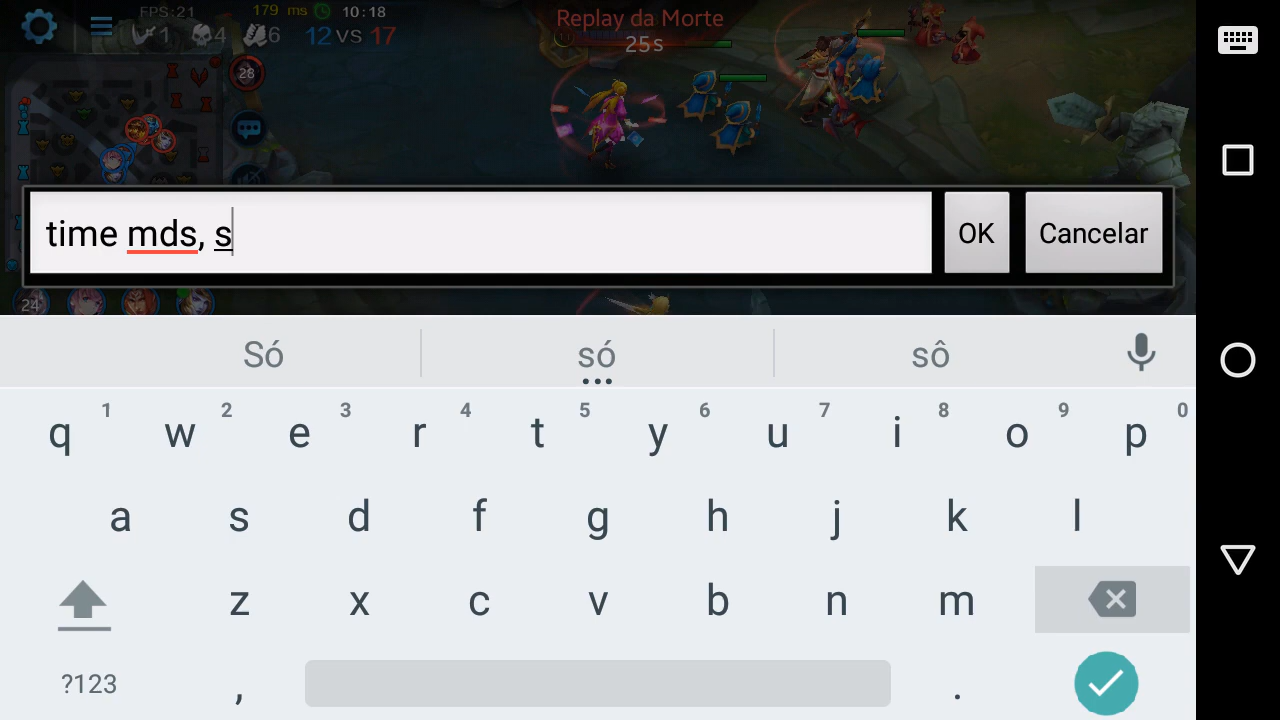 FPS:21 179 ms 10:18
1 4 6 12 VS 17
Replay da Morte
25s
28
time mds, s
OK
Cancelar
24
Só só sô
q 1 w 2 e 3 r 4 t 5 y 6 u 7 i 8 o 9 p 0
a s d f g h j k l
z x c v b n m
?123 , .